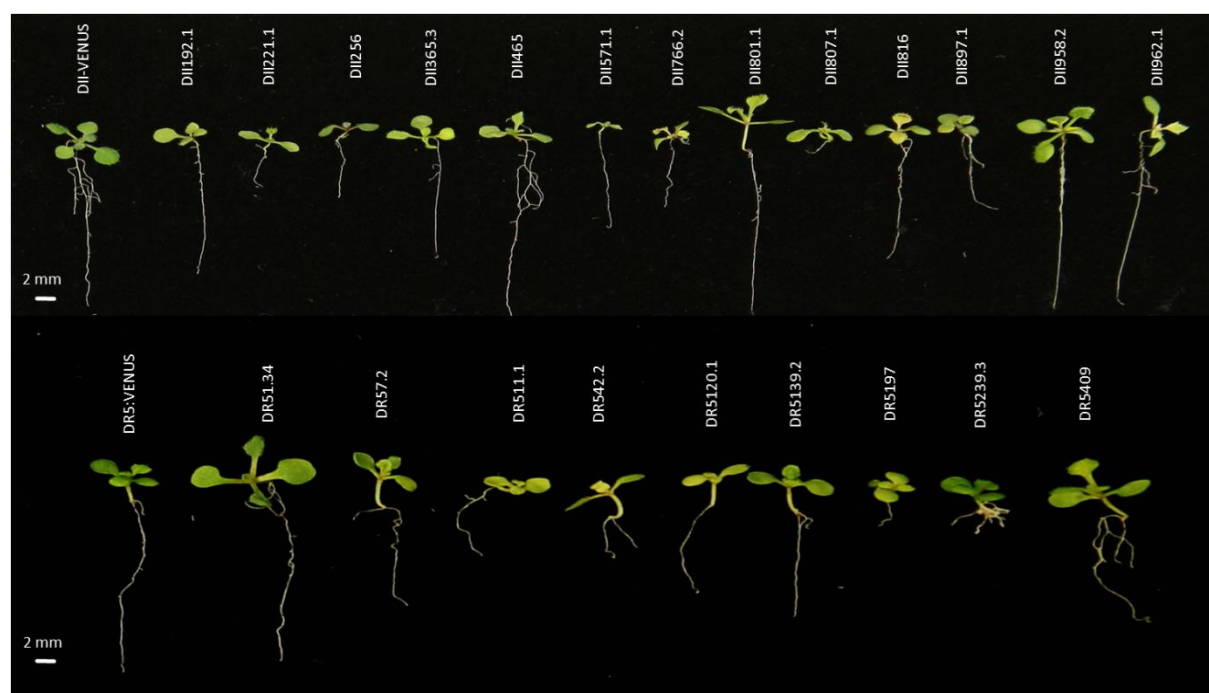 DII-VENUS
DII192.1
DII221.1
DII256
DII365.3
DII465
DII571.1
DII766.2
DII801.1
DII807.1
DII816
DII897.1
DII958.2
DII962.1
2 mm
DR5:VENUS
DR51.34
DR57.2
DR511.1
DR542.2
DR5120.1
DR5139.2
DR5197
DR5239.3
DR5409
2 mm